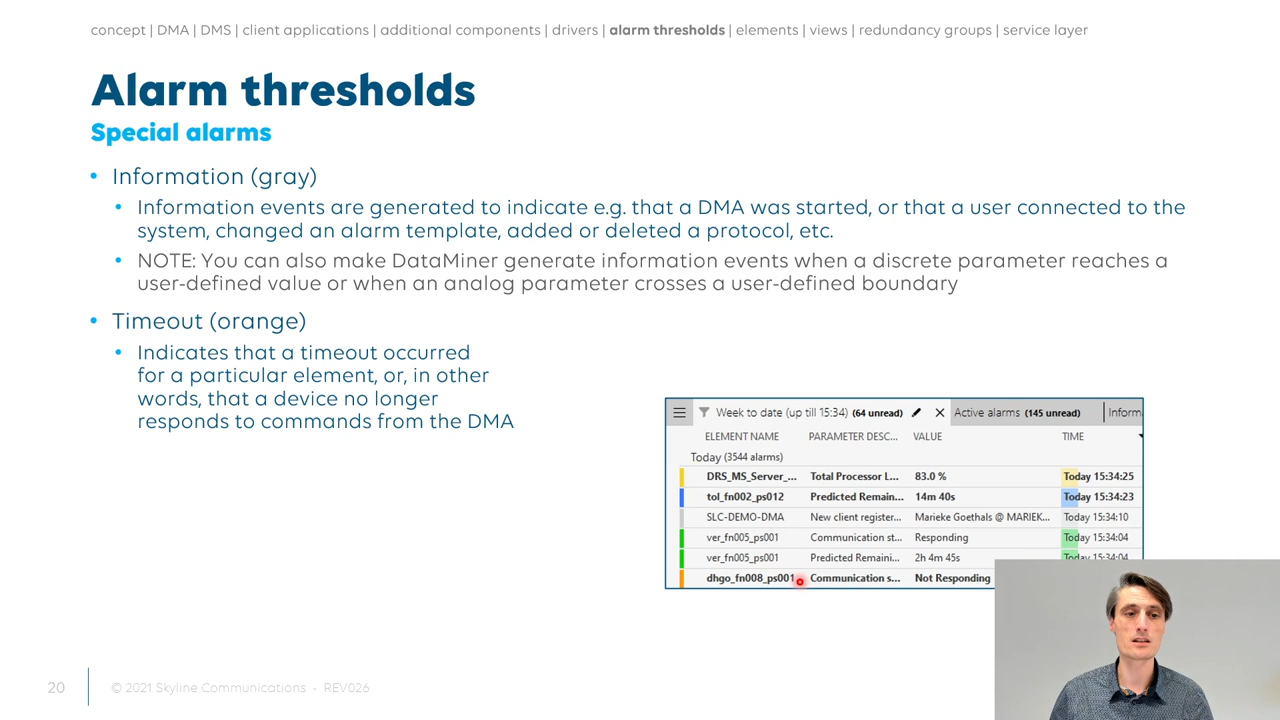 concept | DMA | DMS | client applications | additional components | drivers | alarm thresholds | elements | views | redundancy groups | service layer
Alarm thresholds
Special alarms
• Information (gray)
• Information events are generated to indicate e.g. that a DMA was started, or that a user connected to the
system, changed an alarm template, added or deleted a protocol, etc.
• NOTE: You can also make DataMiner generate information events when a discrete parameter reaches a
user-defined value or when an analog parameter crosses a user-defined boundary
• Timeout (orange)
• Indicates that a timeout occurred
for a particular element, or, in other
words, that a device no longer
responds to commands from the DMA
Week to date (up till 15:34) (64 unread) Active alarms (145 unread) Informa
ELEMENT NAME PARAMETER DESC... VALUE TIME
Today (3544 alarms)
DRS_MS_Server_... Total Processor L... 83.0 % Today 15:34:25
tol_fn002_ps012 Predicted Remain... 14m 40s Today 15:34:23
SLC-DEMO-DMA New client register... Marieke Goethals @ MARIEK... Today 15:34:10
ver_fn005_ps001 Communication st... Responding Today 15:34:04
ver_fn005_ps001 Predicted Remaini... 2h 4m 45s Today 15:34:04
dhgo_fn008_ps001 Communication s... Not Responding
20 © 2021 Skyline Communications - REV026